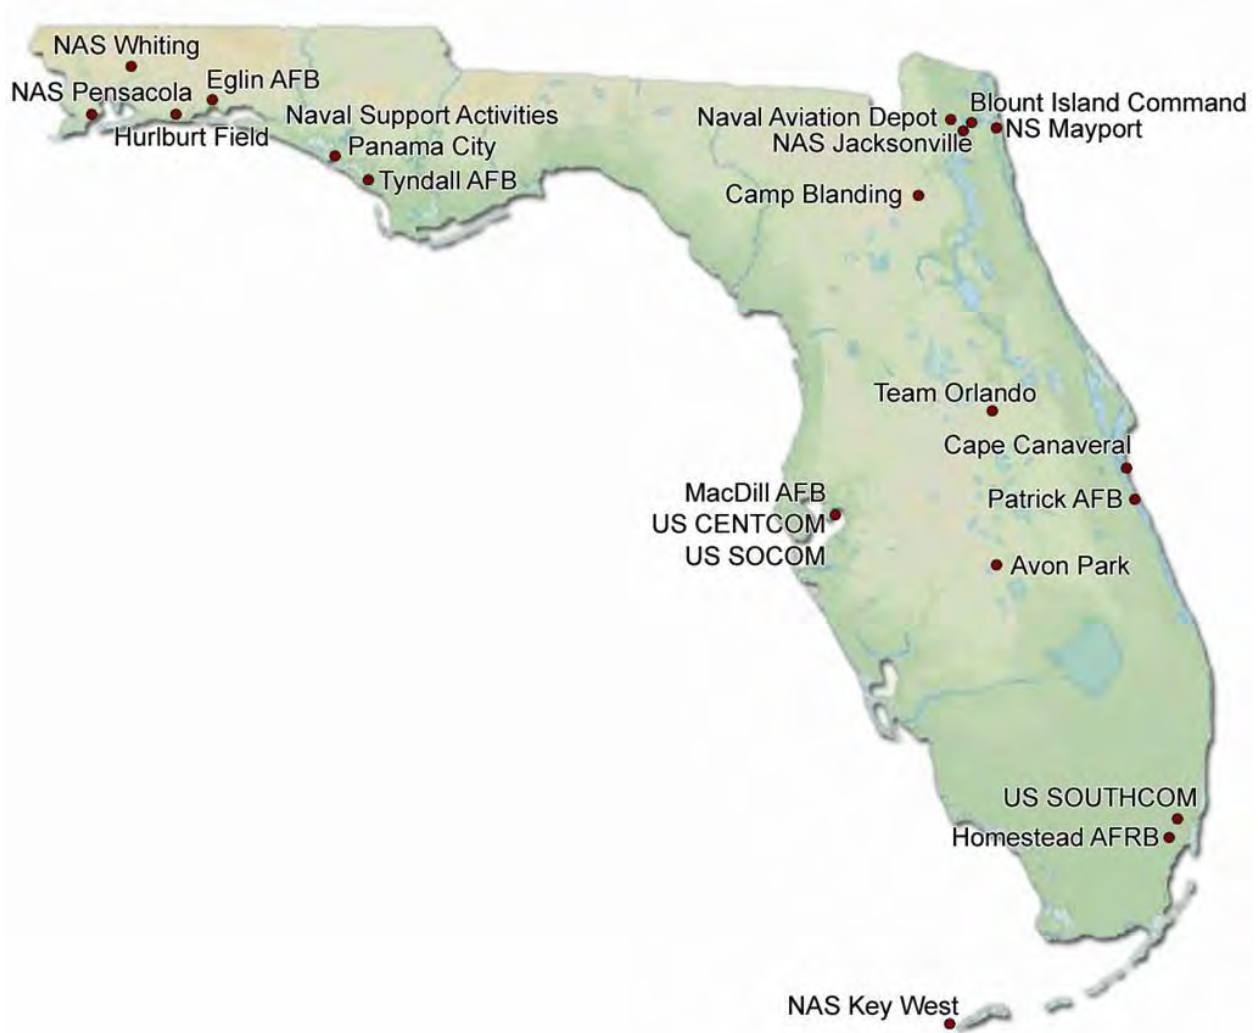 NAS Whiting
Eglin AFB
NAS Pensacola
Hurlburt Field
Naval Support Activities
Panama City
Tyndall AFB
Blount Island Command
Naval Aviation Depot
NS Mayport
NAS Jacksonville
Camp Blanding
Team Orlando
Cape Canaveral
MacDill AFB
US CENTCOM
US SOCOM
Patrick AFB
Avon Park
US SOUTHCOM
Homestead AFRB
NAS Key West